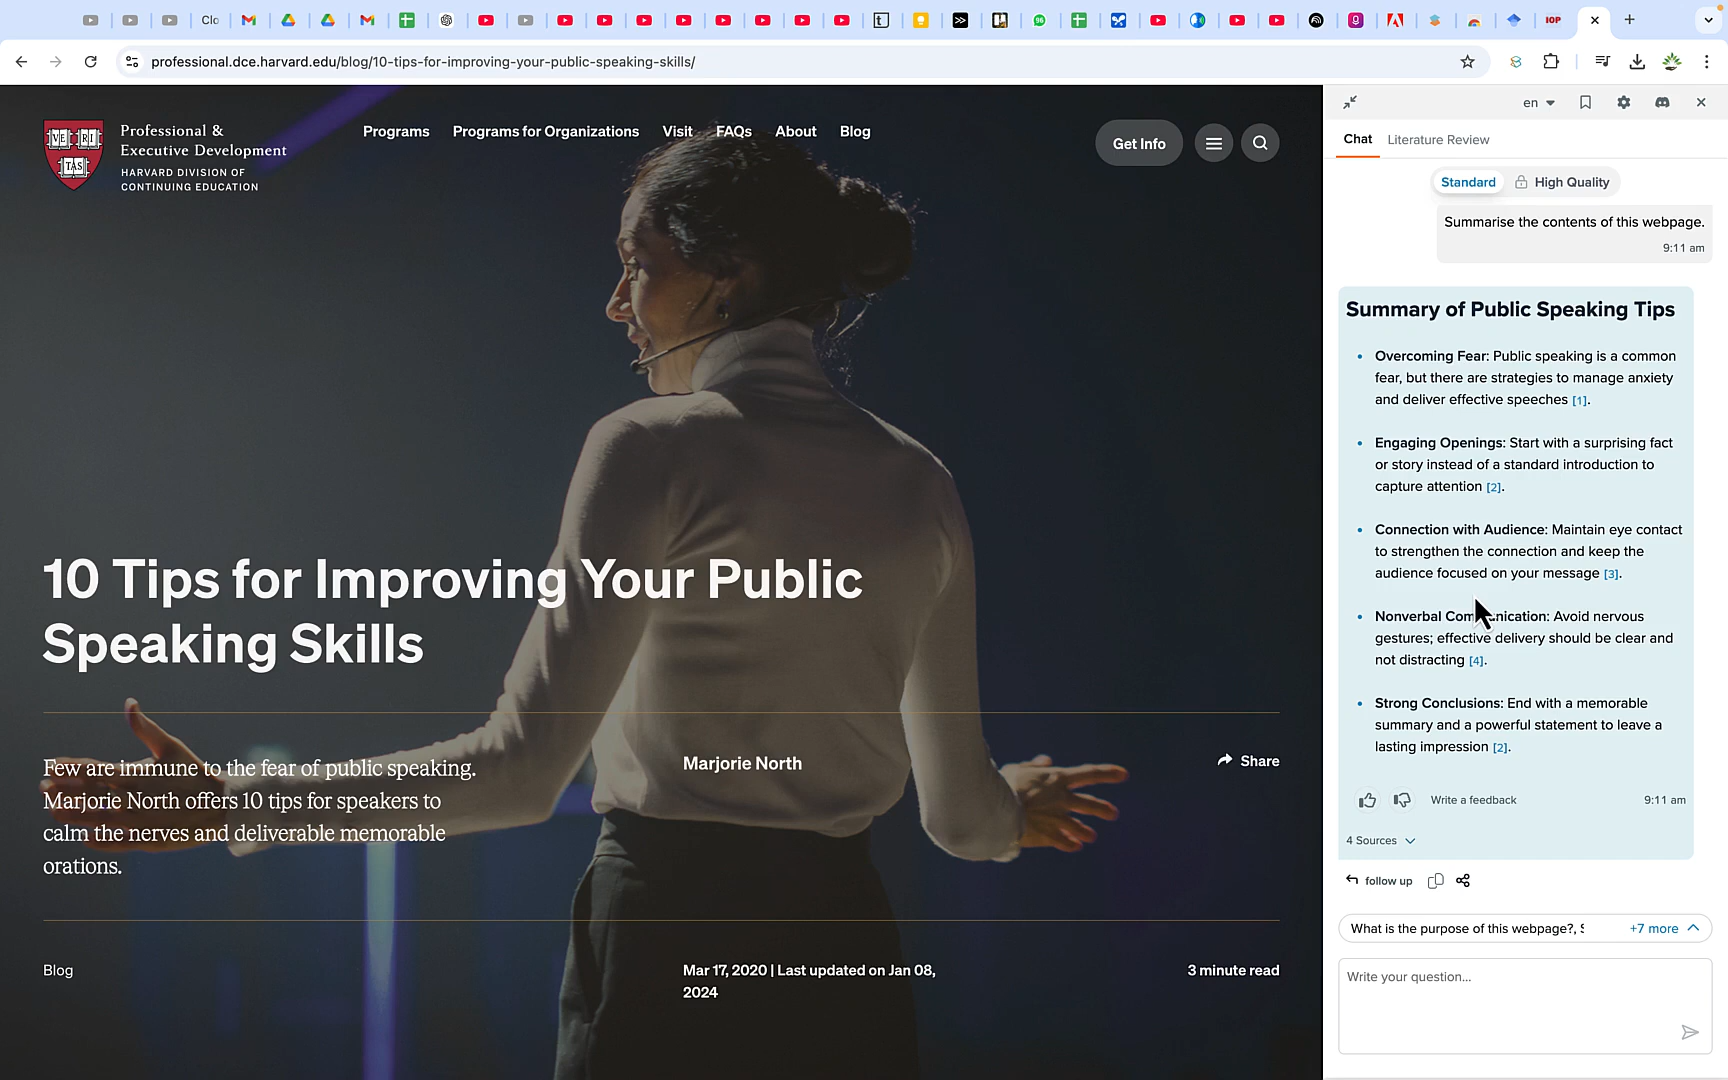 Clo
IOP
professional.dce.harvard.edu/blog/10-tips-for-improving-your-public-speaking-skills/
VE RI
TAS
Professional &
Executive Development
HARVARD DIVISION OF
CONTINUING EDUCATION
Programs
Programs for Organizations
Visit
FAQs
About
Blog
Get Info
10 Tips for Improving Your Public
Speaking Skills
Few are immune to the fear of public speaking.
Marjorie North offers 10 tips for speakers to
calm the nerves and deliverable memorable
orations.
Marjorie North
Share
Blog
Mar 17, 2020 | Last updated on Jan 08,
2024
3 minute read
en
Chat
Literature Review
Standard
High Quality
Summarise the contents of this webpage.
9:11 am
Summary of Public Speaking Tips
• Overcoming Fear: Public speaking is a common
fear, but there are strategies to manage anxiety
and deliver effective speeches [1].
• Engaging Openings: Start with a surprising fact
or story instead of a standard introduction to
capture attention [2].
• Connection with Audience: Maintain eye contact
to strengthen the connection and keep the
audience focused on your message [3].
• Nonverbal Communication: Avoid nervous
gestures; effective delivery should be clear and
not distracting [4].
• Strong Conclusions: End with a memorable
summary and a powerful statement to leave a
lasting impression [2].
Write a feedback
9:11 am
4 Sources
follow up
What is the purpose of this webpage?,
+7 more
Write your question...